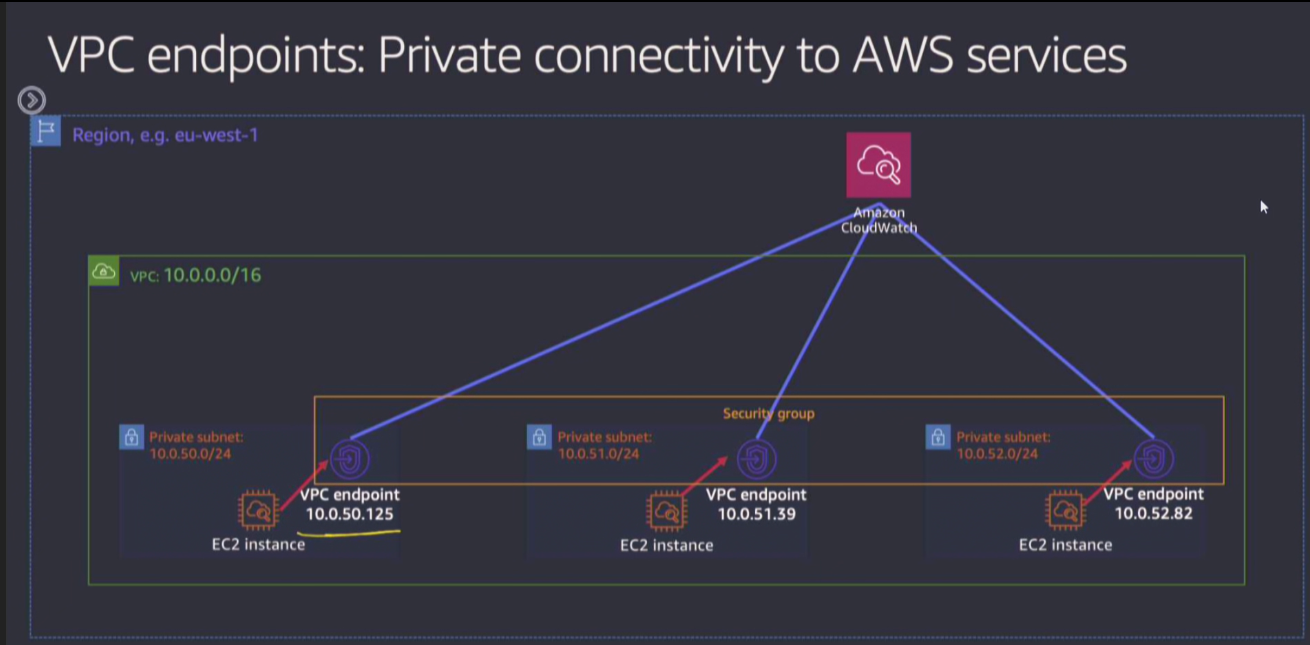 VPC endpoints: Private connectivity to AWS services
Region, e.g. eu-west-1
Amazon
CloudWatch
VPC: 10.0.0.0/16
Security group
Private subnet:
10.0.50.0/24
VPC endpoint
10.0.50.125
EC2 instance
Private subnet:
10.0.51.0/24
VPC endpoint
10.0.51.39
EC2 instance
Private subnet:
10.0.52.0/24
VPC endpoint
10.0.52.82
EC2 instance